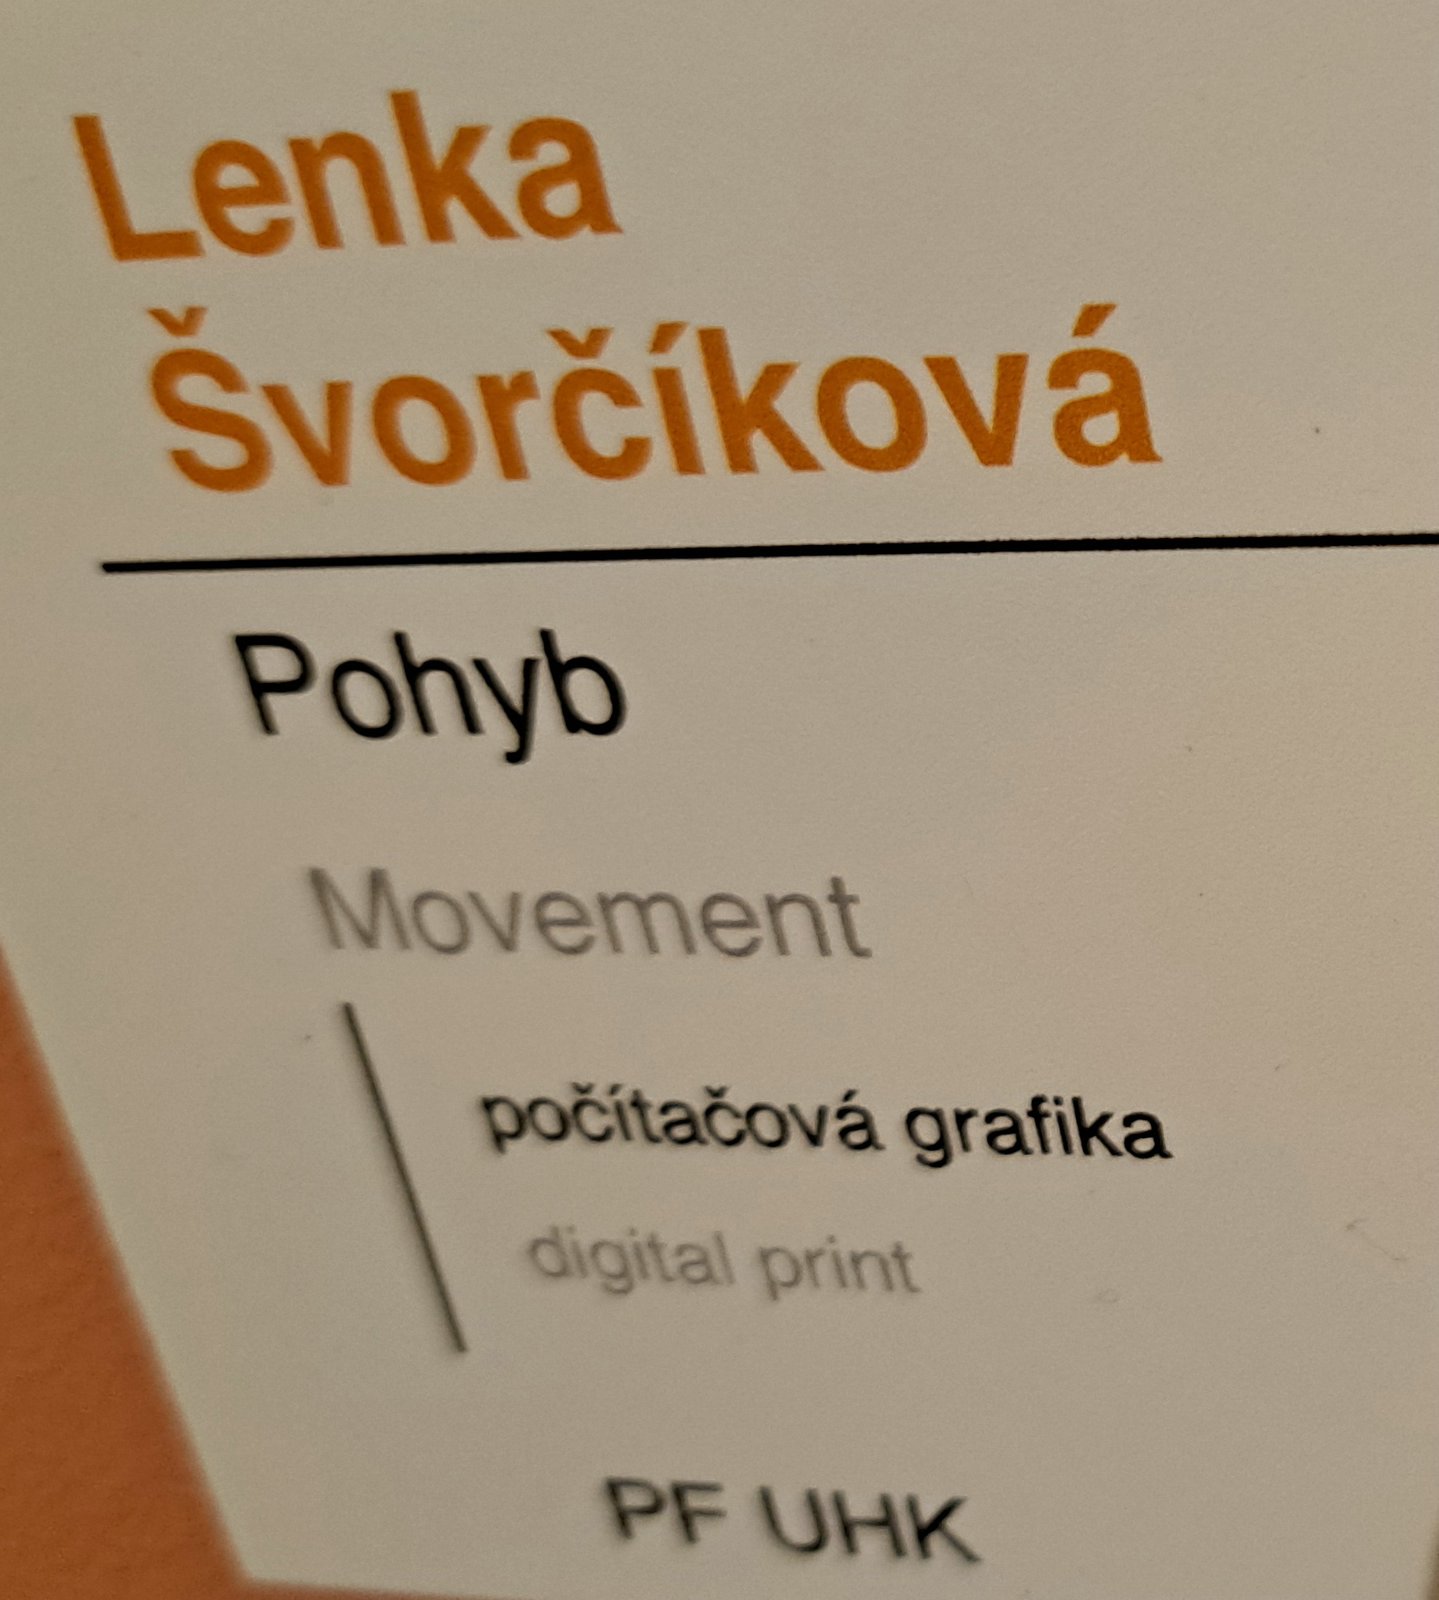 Lenka
Švorčíková
Pohyb
Movement
počítačová grafika
digital print
PF UHK